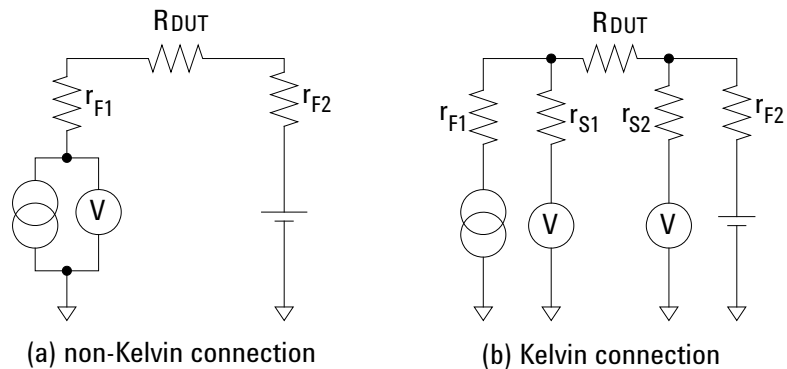 RDUT
rF1
rF2
V
(a) non-Kelvin connection
RDUT
rF1
rS1
rS2
rF2
V
V
(b) Kelvin connection